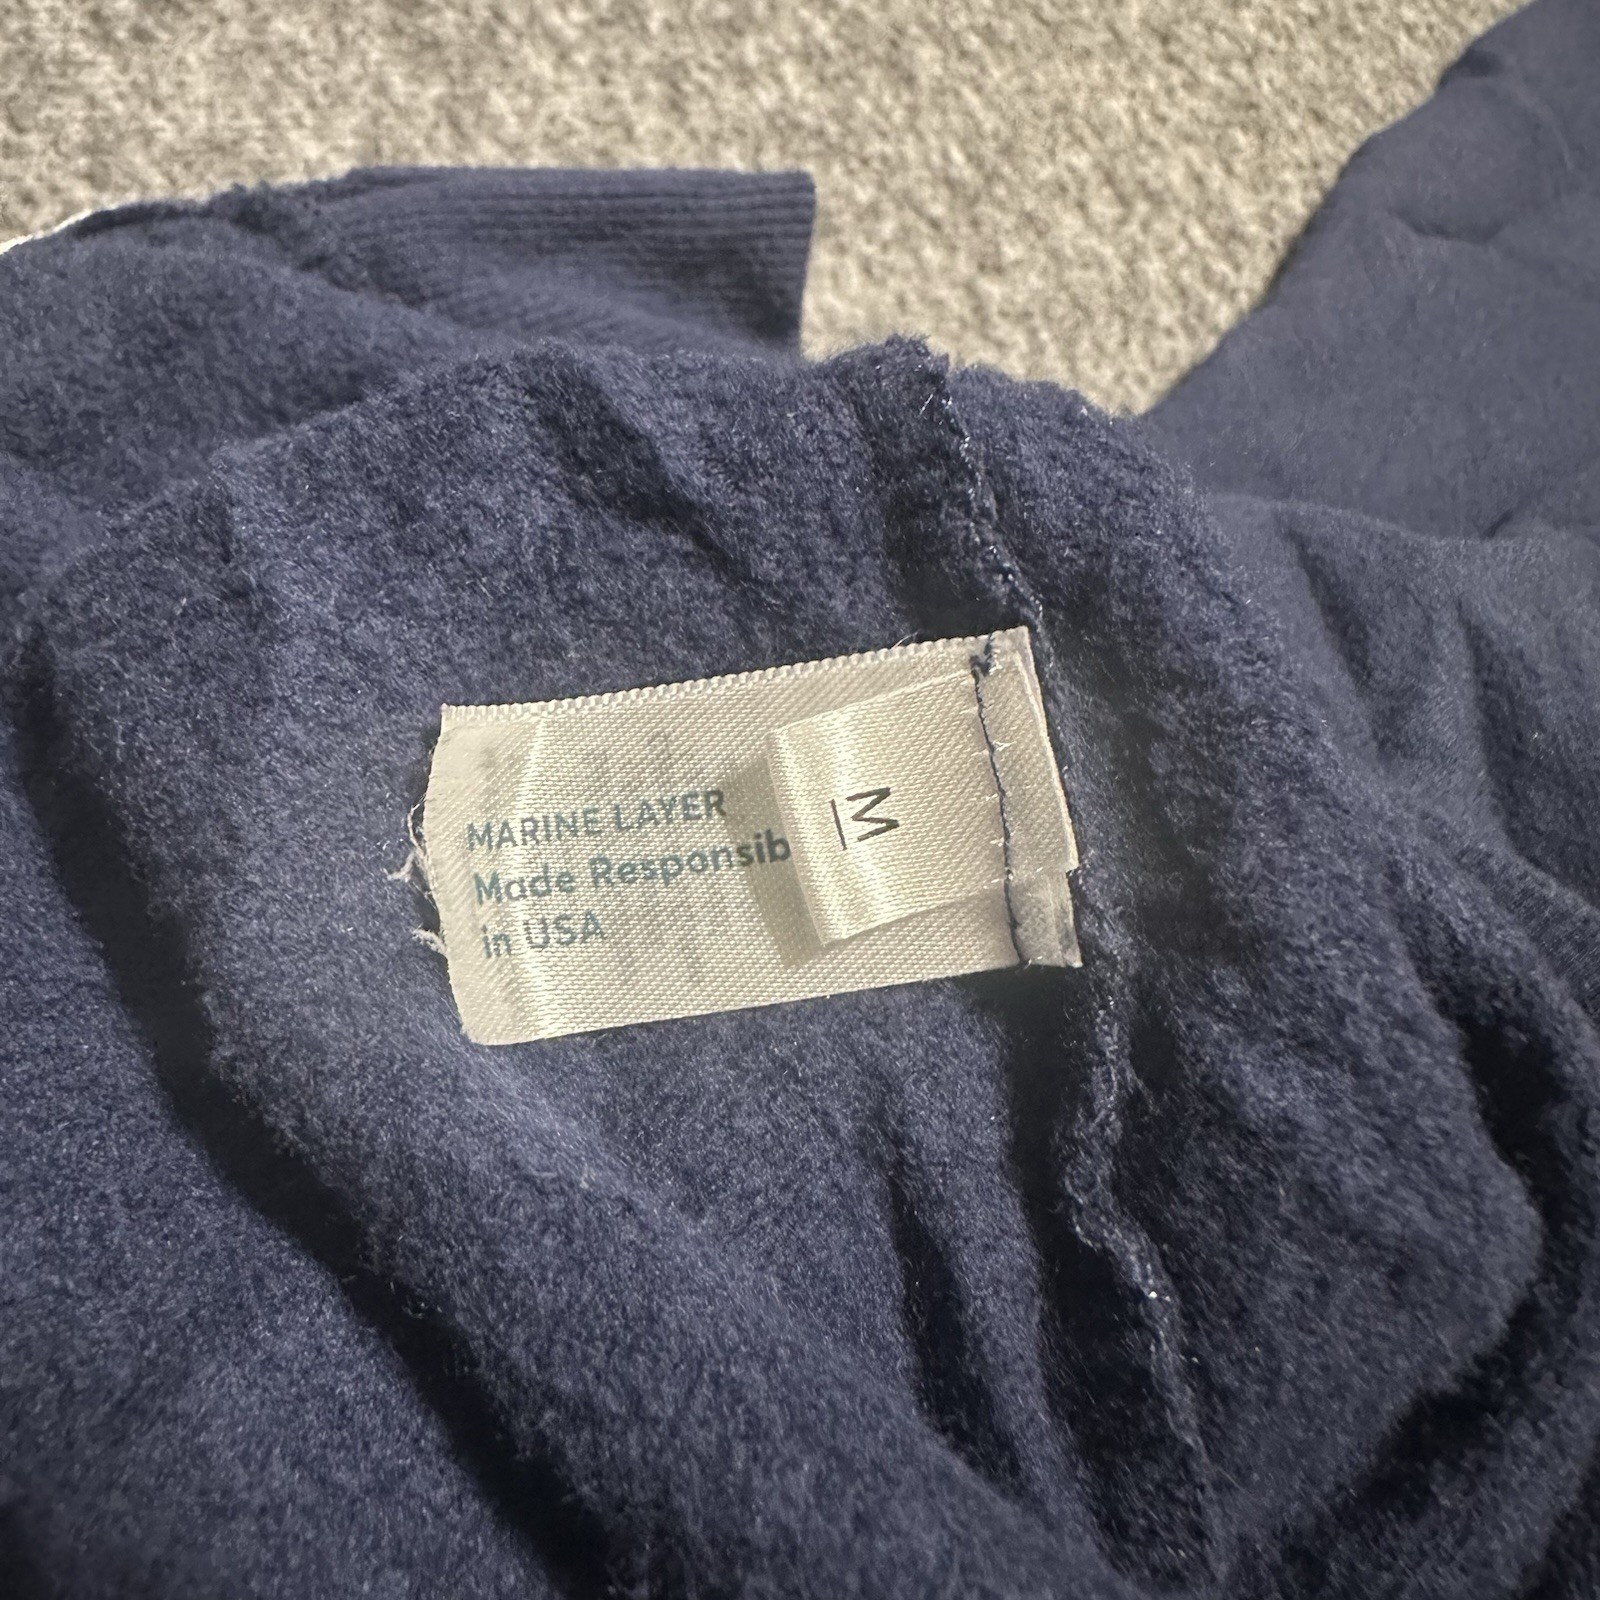 MARINE LAYER
Made Responsib
in USA
M